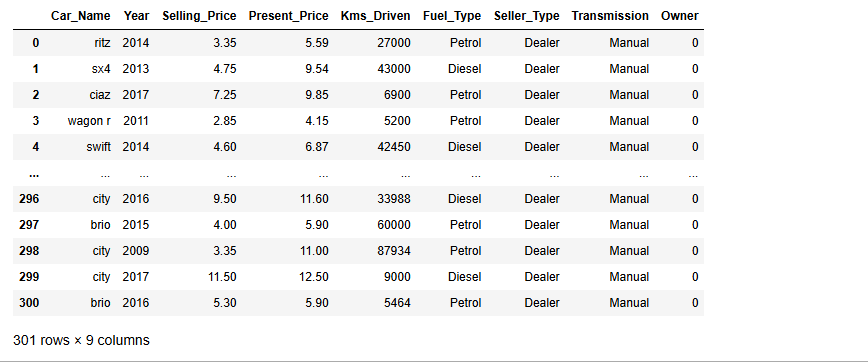 Car_Name Year Selling_Price Present_Price Kms_Driven Fuel_Type Seller_Type Transmission Owner
0 ritz 2014 3.35 5.59 27000 Petrol Dealer Manual 0
1 sx4 2013 4.75 9.54 43000 Diesel Dealer Manual 0
2 ciaz 2017 7.25 9.85 6900 Petrol Dealer Manual 0
3 wagon r 2011 2.85 4.15 5200 Petrol Dealer Manual 0
4 swift 2014 4.60 6.87 42450 Diesel Dealer Manual 0
... ... ... ... ... ... ... ... ... ...
296 city 2016 9.50 11.60 33988 Diesel Dealer Manual 0
297 brio 2015 4.00 5.90 60000 Petrol Dealer Manual 0
298 city 2009 3.35 11.00 87934 Petrol Dealer Manual 0
299 city 2017 11.50 12.50 9000 Diesel Dealer Manual 0
300 brio 2016 5.30 5.90 5464 Petrol Dealer Manual 0
301 rows × 9 columns